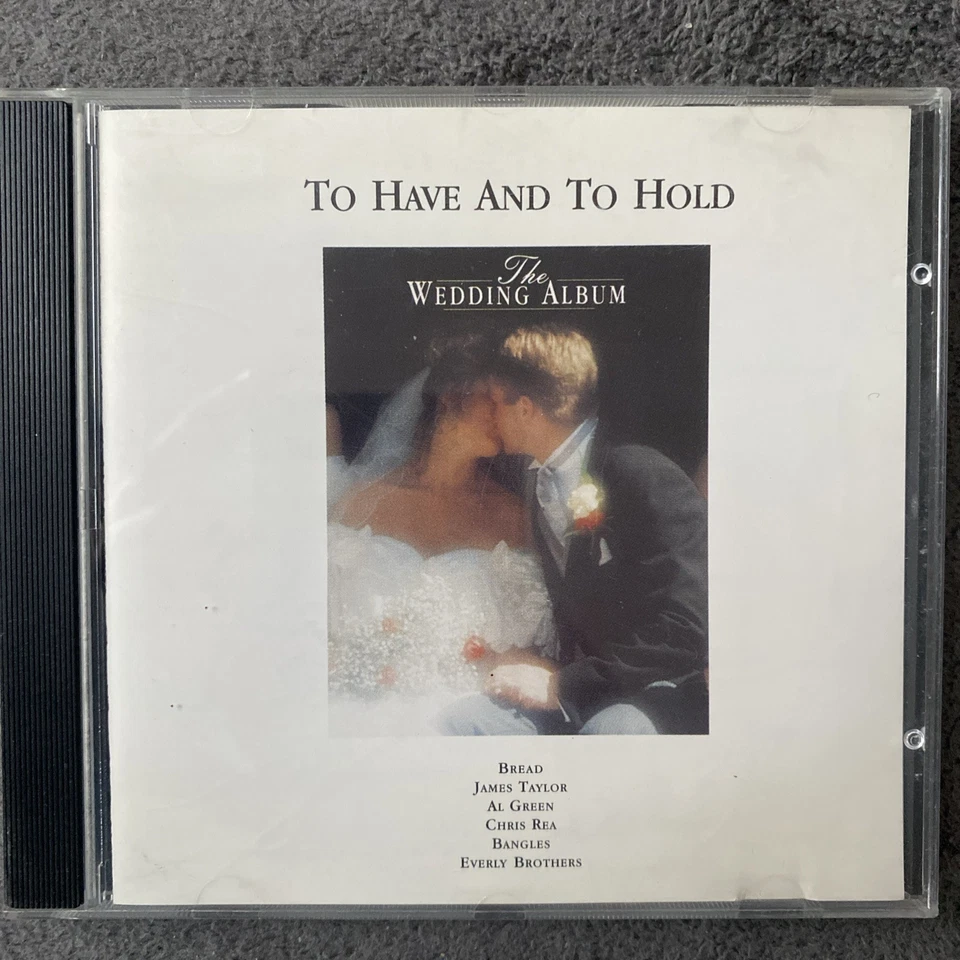 To Have And To Hold
The
Wedding Album
Bread
James Taylor
Al Green
Chris Rea
Bangles
Everly Brothers